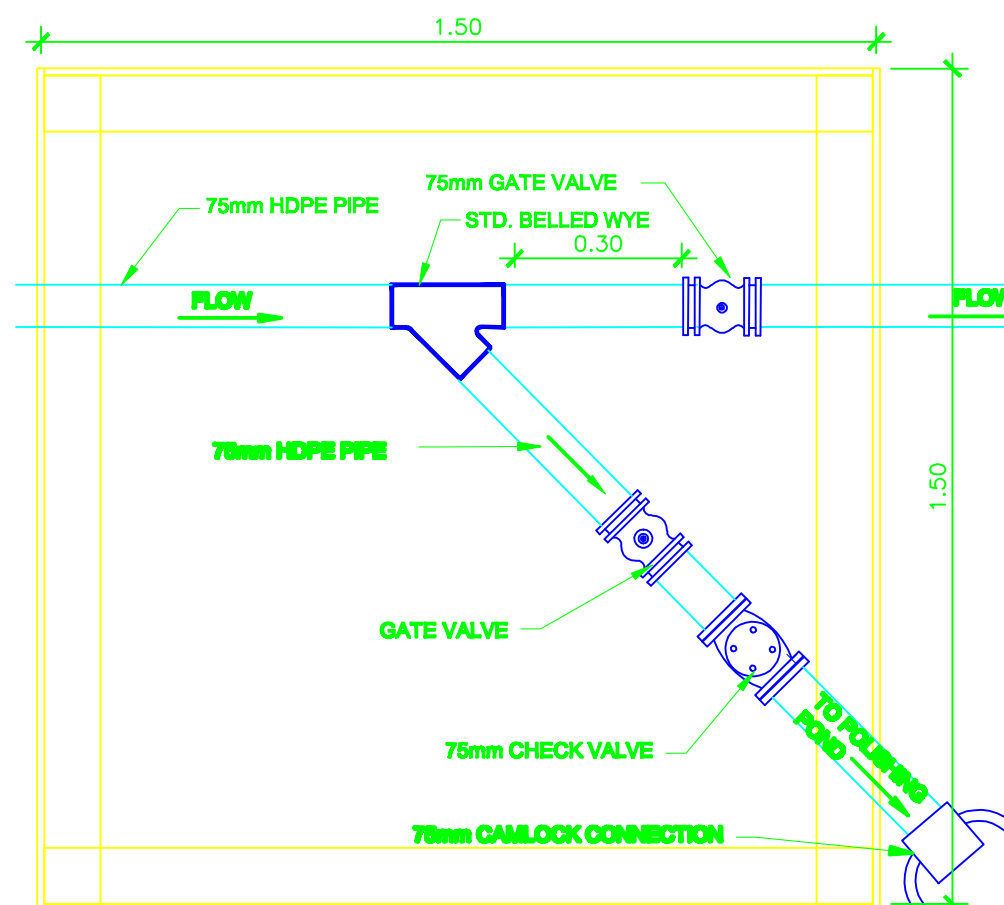 1.50
75mm GATE VALVE
75mm HDPE PIPE
STD. BELLED WYE
0.30
FLOW
FLOW
75mm HDPE PIPE
1.50
GATE VALVE
TO POLISHING
POND
75mm CHECK VALVE
75mm CAMLOCK CONNECTION